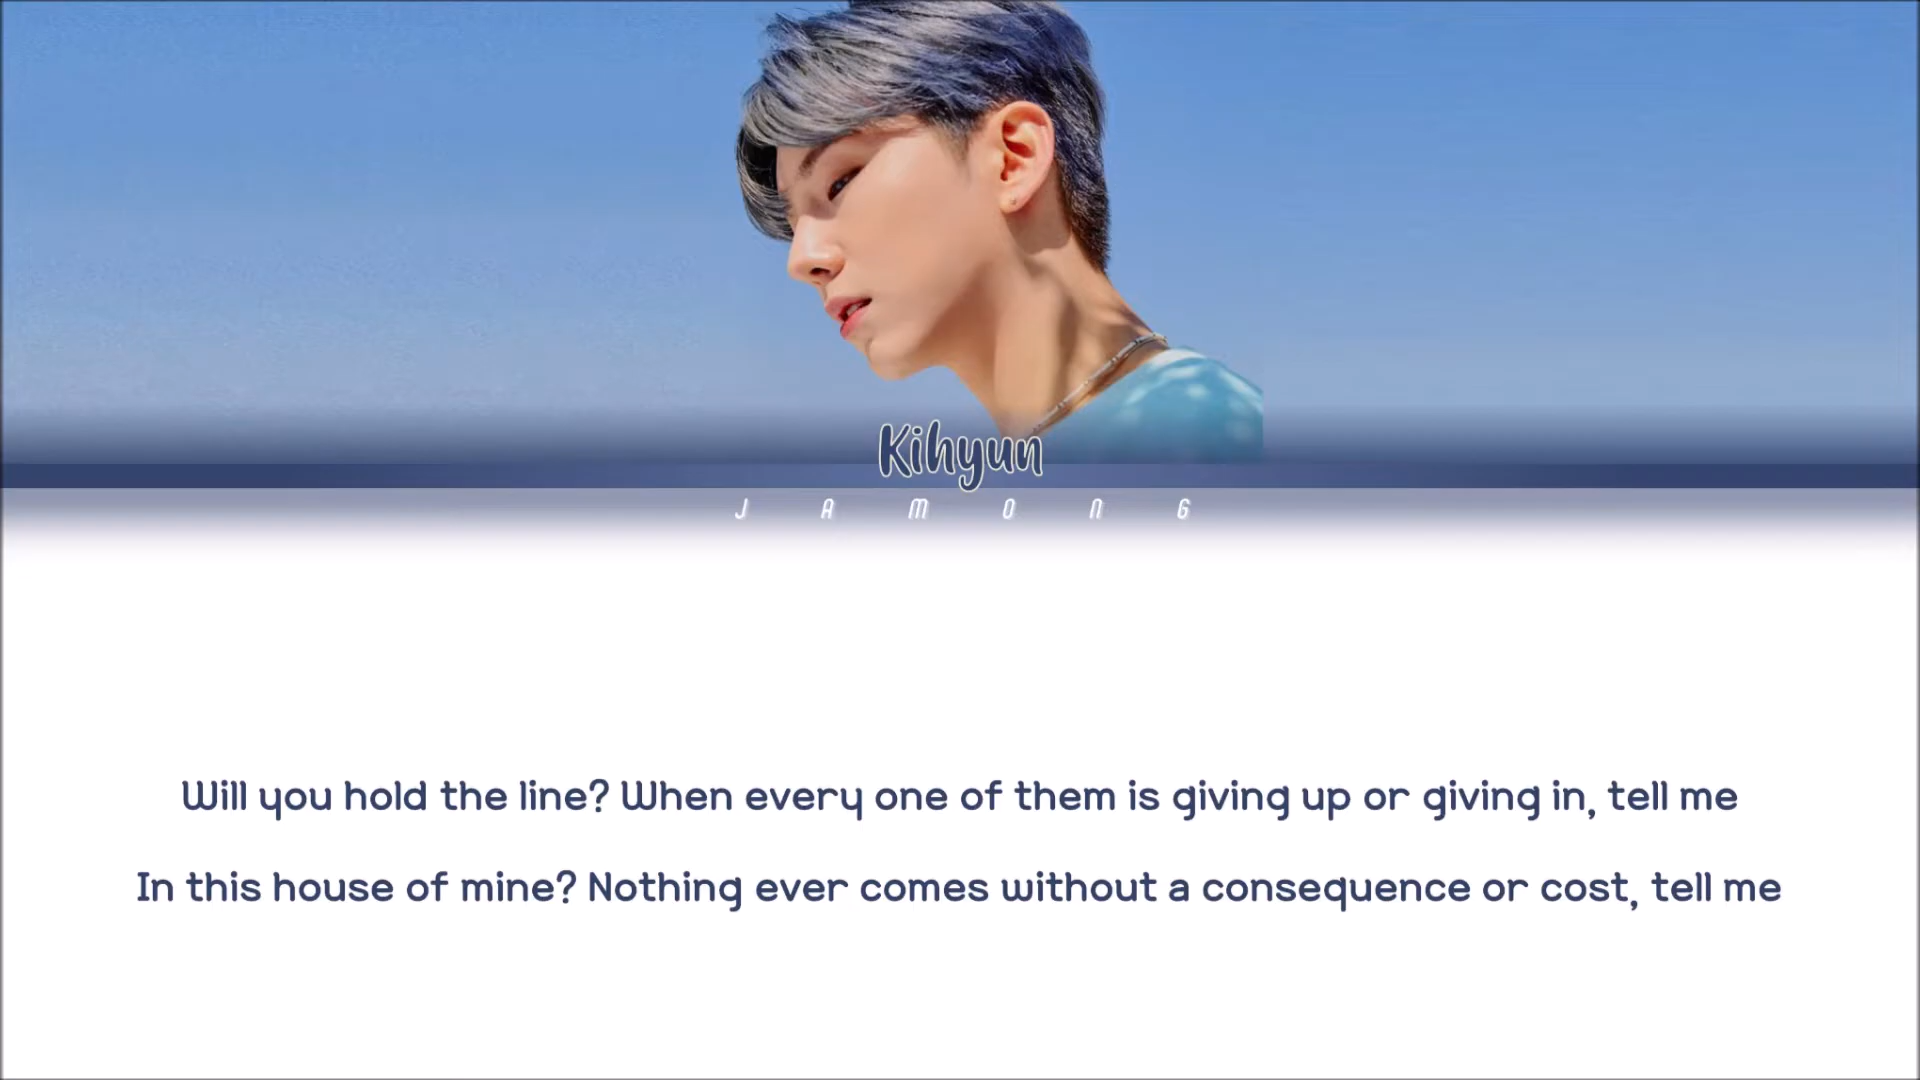 Kihyun
JAMONG
Will you hold the line? When every one of them is giving up or giving in, tell me
In this house of mine? Nothing ever comes without a consequence or cost, tell me